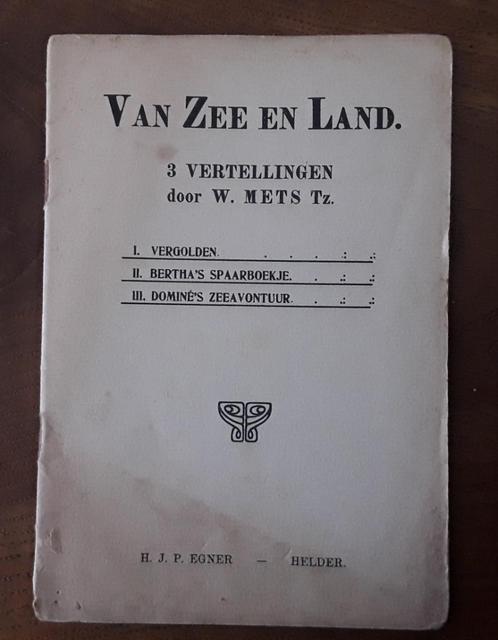 VAN ZEE EN LAND.
3 VERTELLINGEN
door W. METS Tz.
I. VERGOLDEN. . . . . .: .:
II. BERTHA'S SPAARBOEKJE. . .: .:
III. DOMINÉ'S ZEEAVONTUUR. . .: .:
H. J. P. EGNER — HELDER.